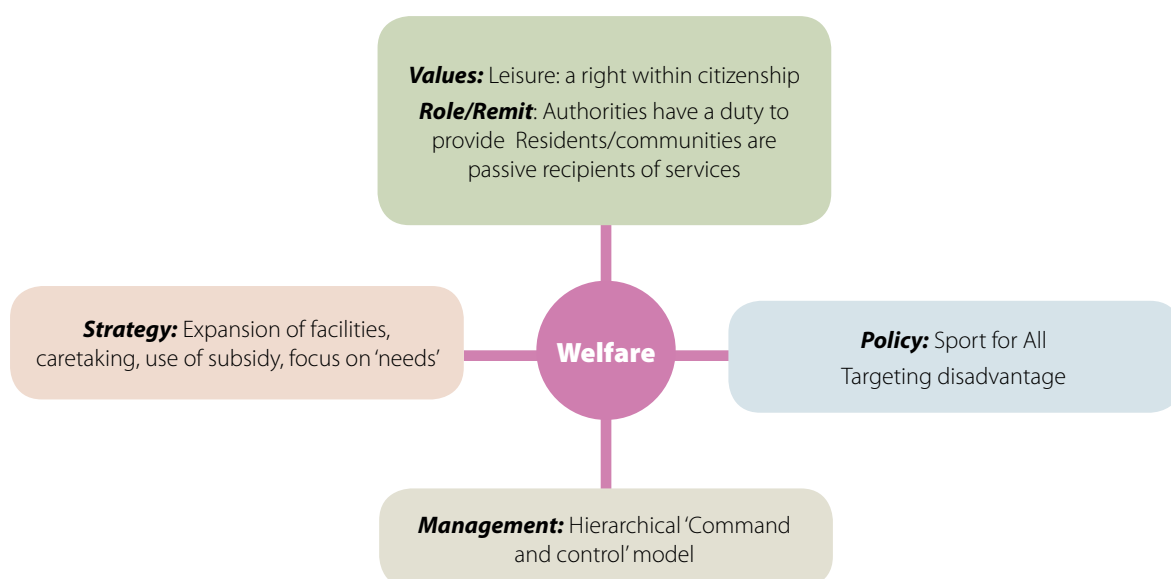 Values: Leisure: a right within citizenship
Role/Remit: Authorities have a duty to
provide  Residents/communities are
passive recipients of services
Strategy: Expansion of facilities,
caretaking, use of subsidy, focus on ‘needs’
Welfare
Policy: Sport for All
Targeting disadvantage
Management: Hierarchical ‘Command
and control’ model